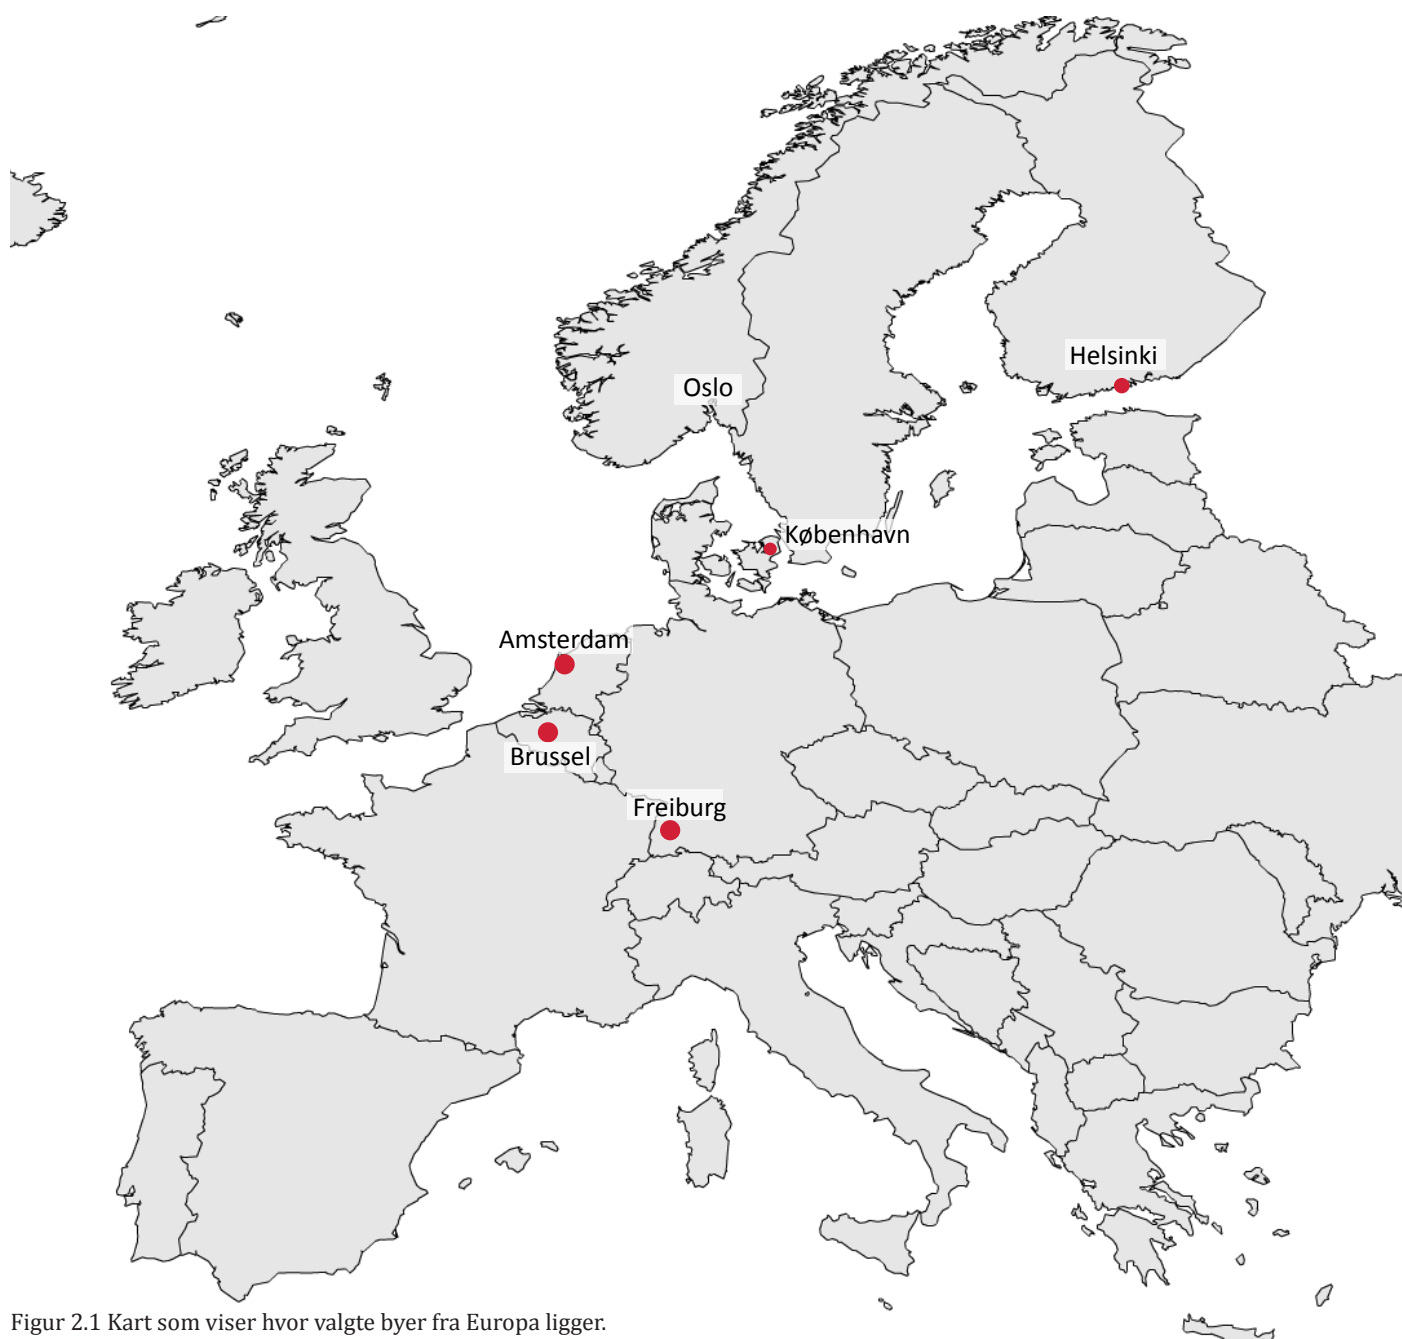 Helsinki
Oslo
København
Amsterdam
Brussel
Freiburg
Figur 2.1 Kart som viser hvor valgte byer fra Europa ligger.